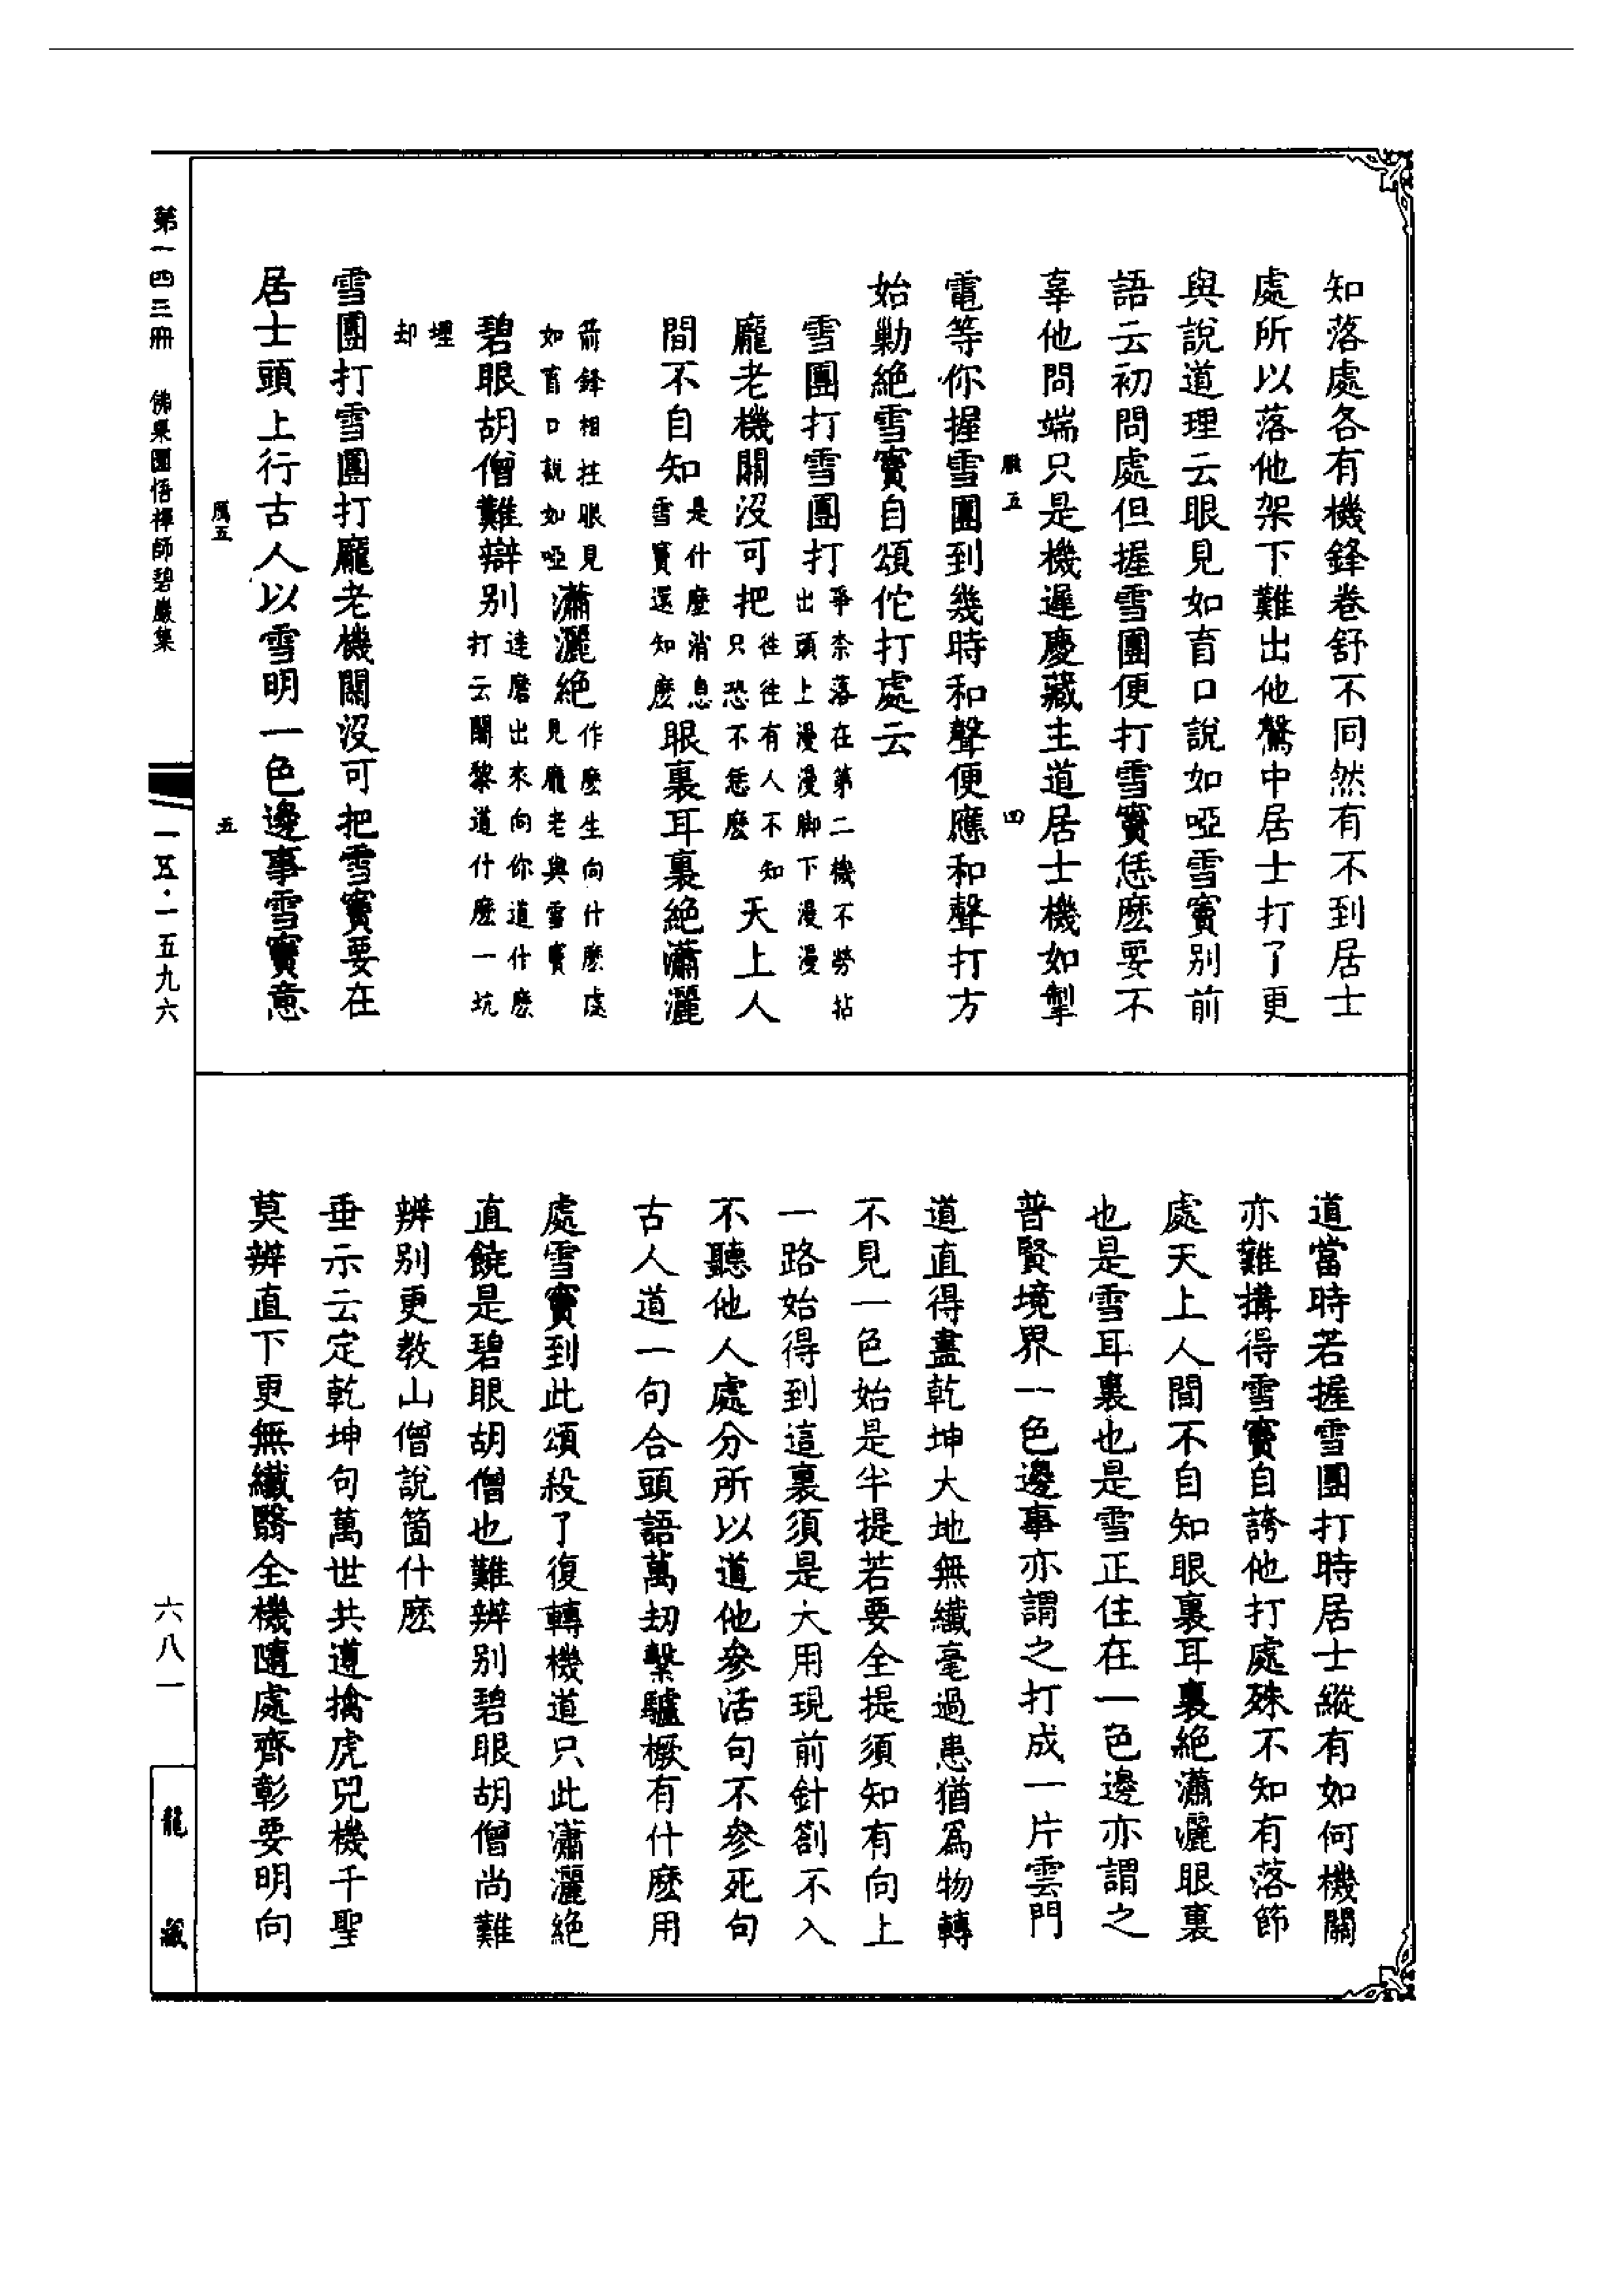 知落處各有機鋒卷舒不同然有不到居士
處所以落他架下難出他彀中居士打了更
與說道理云眼見如盲口說如啞雪竇別前
語云初問處但握雪團便打雪竇恁麼要不
辜他問端只是機遲慶藏主道居士機如掣
電等你握雪團到幾時和聲便應和聲打方
始勦絕雪竇自頌佗打處云
雪團打雪團打爭柰落在第二機不勞拈
出頭上漫漫脚下漫漫
龐老機關沒可把往往有人不知
只恐不恁麼天上人
間不自知是什麼消息
雪竇還知麼眼裏耳裏絕瀟灑
箭鋒相拄眼見
如盲口說如啞瀟灑絕作麼生向什麼處
見龐老與雪竇
碧眼胡僧難辯別達磨出來向你道什麼
打云闍黎道什麼一坑
埋
却
雪團打雪團打龐老機關沒可把雪竇要在
居士頭上行古人以雪明一色邊事雪竇意
道當時若握雪團打時居士縱有如何機關
亦難搆得雪竇自誇他打處殊不知有落節
處天上人間不自知眼裏耳裏絕瀟灑眼裏
也是雪耳裏也是雪正住在一色邊亦謂之
普賢境界一色邊事亦謂之打成一片雲門
道直得盡乾坤大地無纖毫過患猶爲物轉
不見一色始是半提若要全提須知有向上
一路始得到這裏須是大用現前針劄不入
不聽他人處分所以道他參活句不參死句
古人道一句合頭語萬劫繫驢橛有什麼用
處雪竇到此頌殺了復轉機道只此瀟灑絕
直饒是碧眼胡僧也難辨別碧眼胡僧尚難
辨別更教山僧說箇什麼
垂示云定乾坤句萬世共遵擒虎兕機千聖
莫辨直下更無纖翳全機隨處齊彰要明向
第一四三冊 佛果圜悟禪師碧巖集
一五·一五九六
六八一
龍藏
五
四
五
五